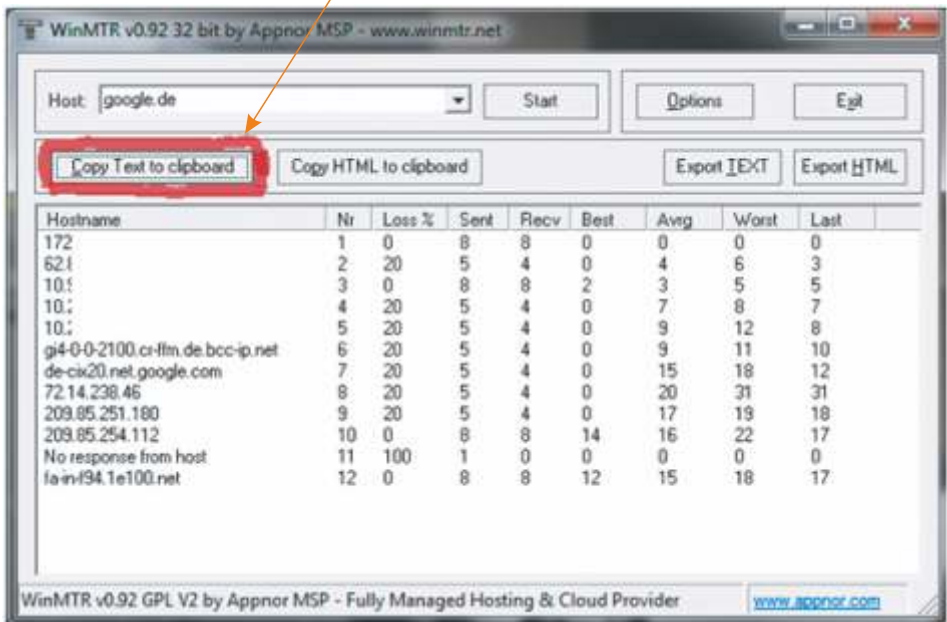 WinMTR v0.92 32 bit by Appnor MSP - www.winmtr.net
Host: google.de Start Options Exit
Copy Text to clipboard Copy HTML to clipboard Export TEXT Export HTML
Hostname Nr Loss % Sent Recv Best Avrg Worst Last
172 1 0 8 8 0 0 0 0
62. 2 20 5 4 0 4 6 3
10. 3 0 8 8 2 3 5 5
10. 4 20 5 4 0 7 8 7
10. 5 20 5 4 0 9 12 8
gi4-0-0-2100.cr-ffm.de.bcc-ip.net 6 20 5 4 0 9 11 10
de-cix20.net.google.com 7 20 5 4 0 15 18 12
72.14.238.46 8 20 5 4 0 20 31 31
209.85.251.180 9 20 5 4 0 17 19 18
209.85.254.112 10 0 8 8 14 16 22 17
No response from host 11 100 1 0 0 0 0 0
fa-in-f94.1e100.net 12 0 8 8 12 15 18 17
WinMTR v0.92 GPL V2 by Appnor MSP - Fully Managed Hosting & Cloud Provider www.appnor.com